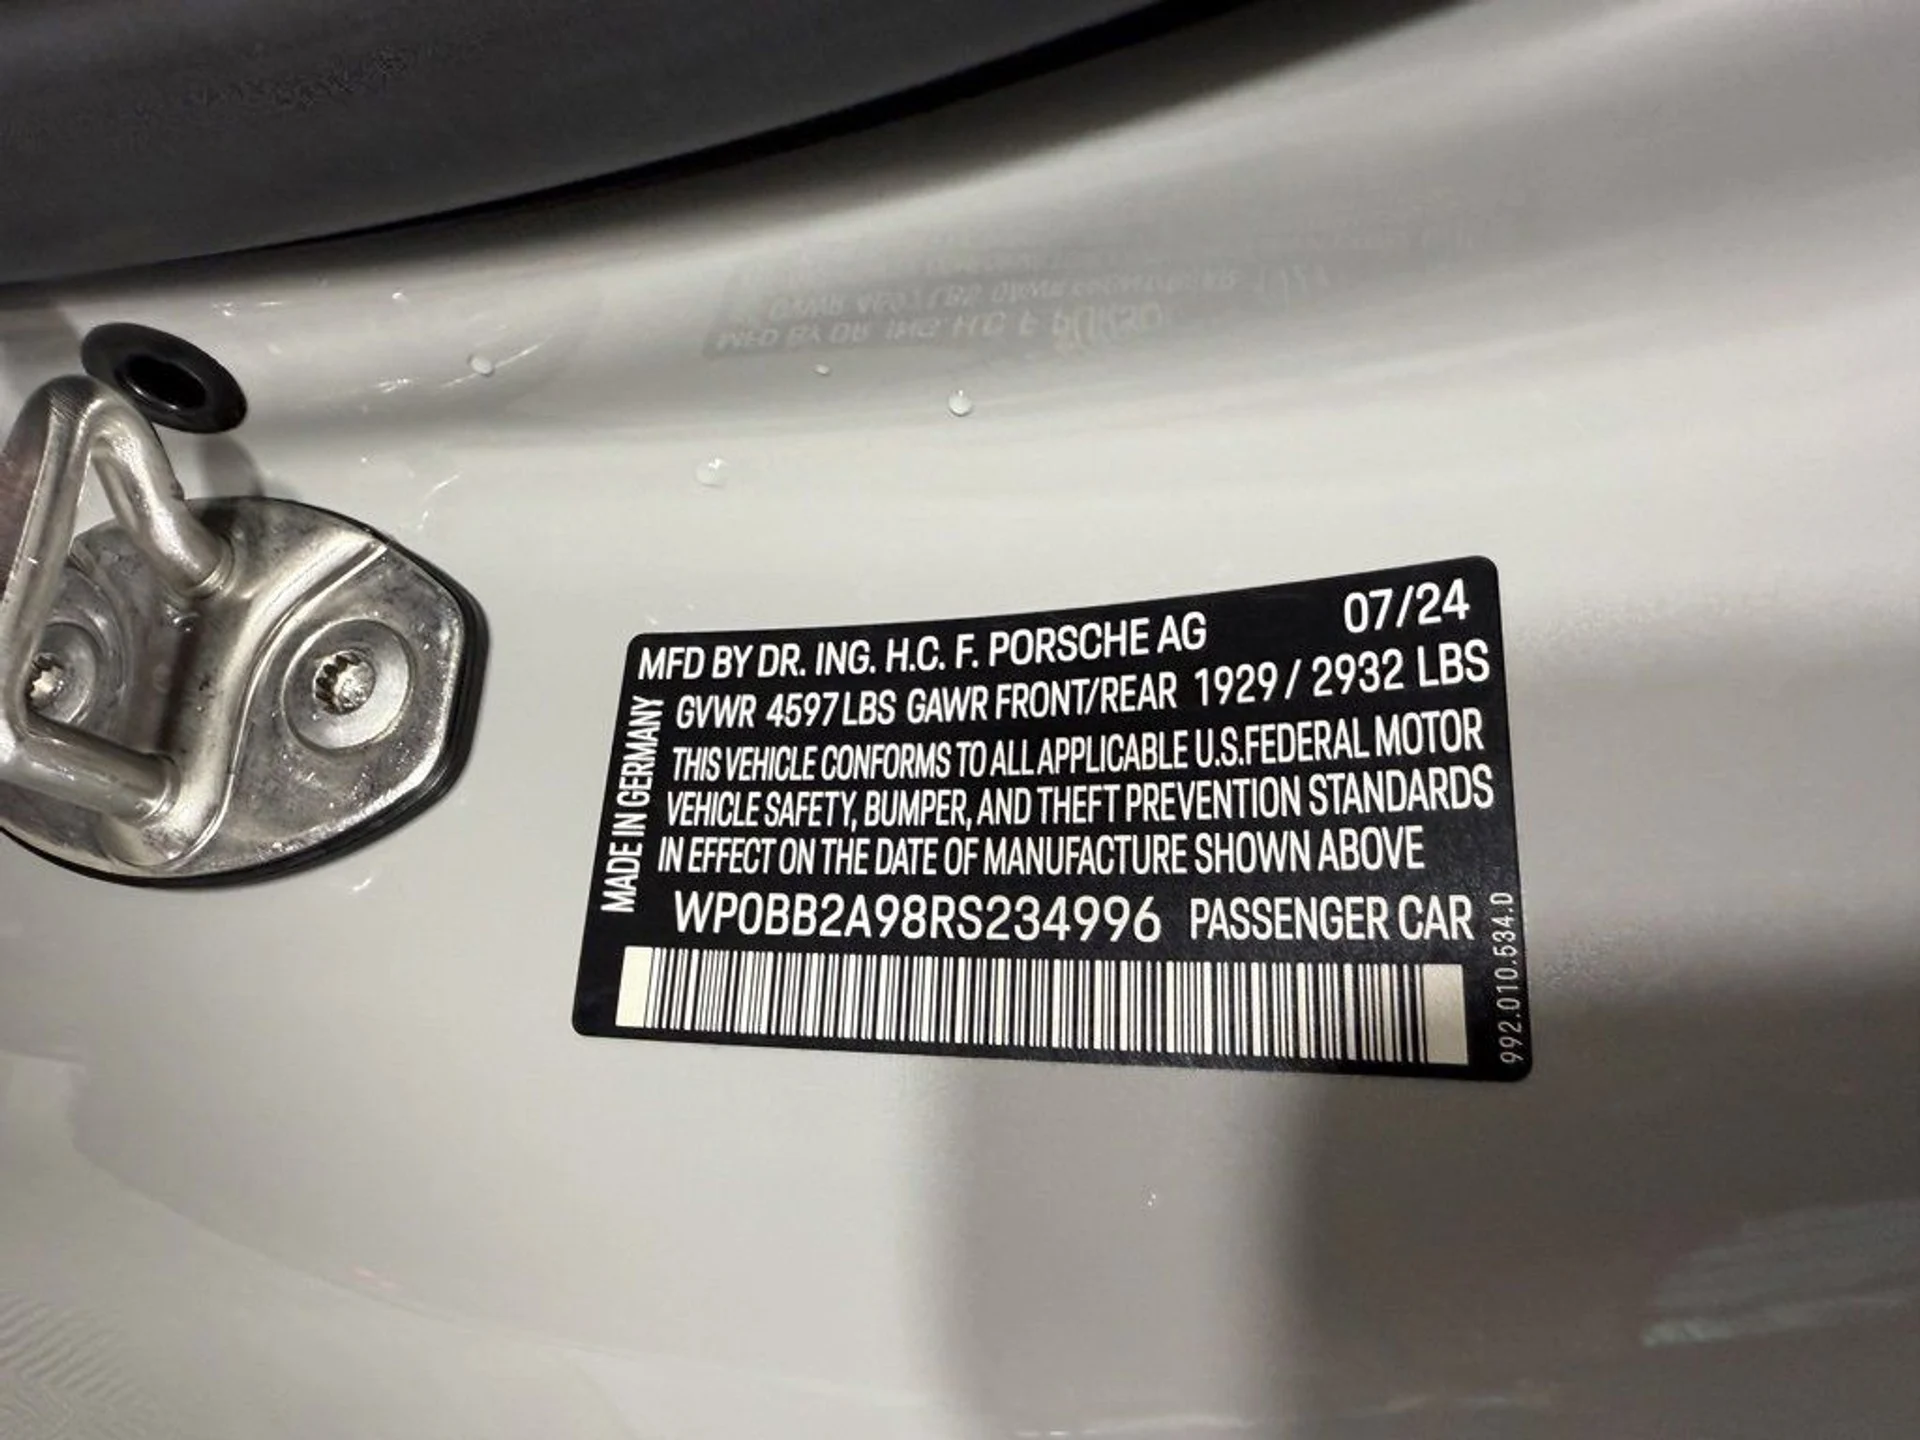 MFD BY DR. ING. H.C. F. PORSCHE AG 07/24
GVWR 4597 LBS GAWR FRONT/REAR 1929 / 2932 LBS
THIS VEHICLE CONFORMS TO ALL APPLICABLE U.S.FEDERAL MOTOR
VEHICLE SAFETY, BUMPER, AND THEFT PREVENTION STANDARDS
IN EFFECT ON THE DATE OF MANUFACTURE SHOWN ABOVE
WP0BB2A98RS234996 PASSENGER CAR
MADE IN GERMANY
992.010.534.D